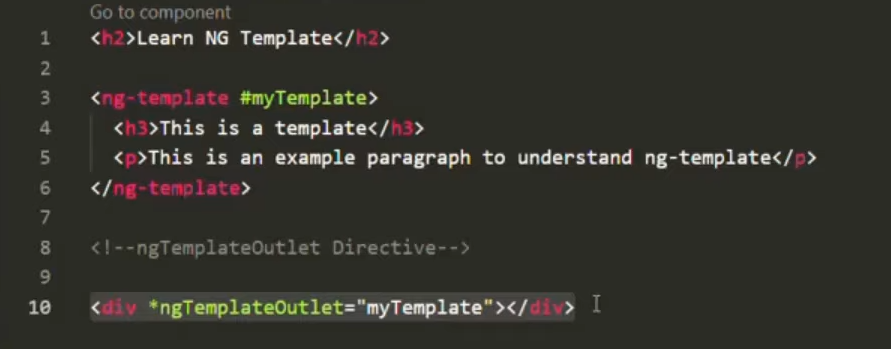 Go to component
1 <h2>Learn NG Template</h2>
2
3 <ng-template #myTemplate>
4 <h3>This is a template</h3>
5 <p>This is an example paragraph to understand ng-template</p>
6 </ng-template>
7
8 <!--ngTemplateOutlet Directive-->
9
10 <div *ngTemplateOutlet="myTemplate"></div>